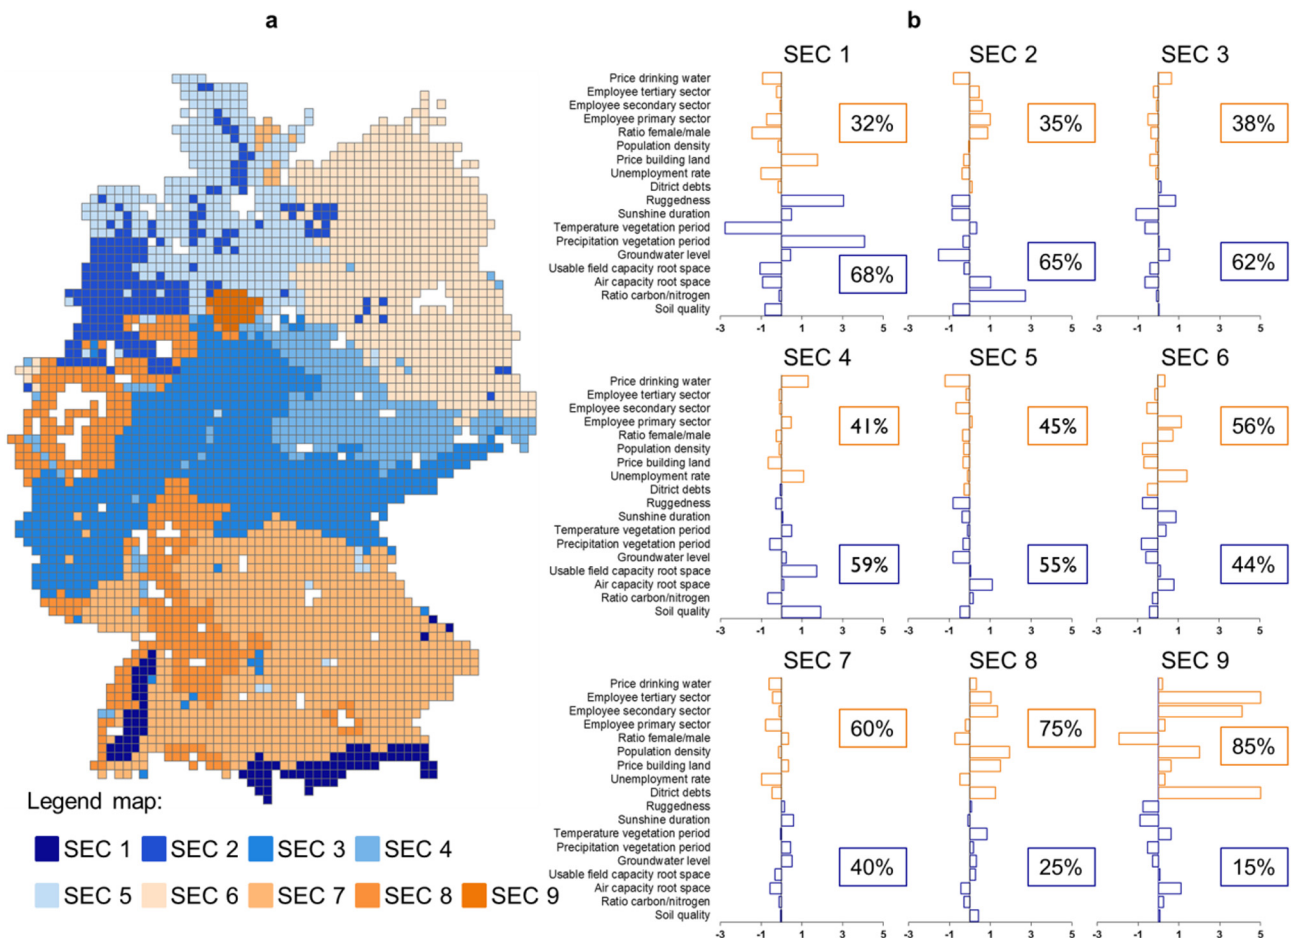 a
b
SEC 1 SEC 2 SEC 3
Price drinking water
Employee tertiary sector
Employee secondary sector
Employee primary sector
Ratio female/male
Population density
Price building land
Unemployment rate
Ditrict debts
Ruggedness
Sunshine duration
Temperature vegetation period
Precipitation vegetation period
Groundwater level
Usable field capacity root space
Air capacity root space
Ratio carbon/nitrogen
Soil quality
32% 35% 38%
68% 65% 62%
-3 -1 1 3 5 -3 -1 1 3 5 -3 -1 1 3 5
SEC 4 SEC 5 SEC 6
Price drinking water
Employee tertiary sector
Employee secondary sector
Employee primary sector
Ratio female/male
Population density
Price building land
Unemployment rate
Ditrict debts
Ruggedness
Sunshine duration
Temperature vegetation period
Precipitation vegetation period
Groundwater level
Usable field capacity root space
Air capacity root space
Ratio carbon/nitrogen
Soil quality
41% 45% 56%
59% 55% 44%
-3 -1 1 3 5 -3 -1 1 3 5 -3 -1 1 3 5
SEC 7 SEC 8 SEC 9
Price drinking water
Employee tertiary sector
Employee secondary sector
Employee primary sector
Ratio female/male
Population density
Price building land
Unemployment rate
Ditrict debts
Ruggedness
Sunshine duration
Temperature vegetation period
Precipitation vegetation period
Groundwater level
Usable field capacity root space
Air capacity root space
Ratio carbon/nitrogen
Soil quality
60% 75% 85%
40% 25% 15%
-3 -1 1 3 5 -3 -1 1 3 5 -3 -1 1 3 5
Legend map:
SEC 1 SEC 2 SEC 3 SEC 4
SEC 5 SEC 6 SEC 7 SEC 8 SEC 9